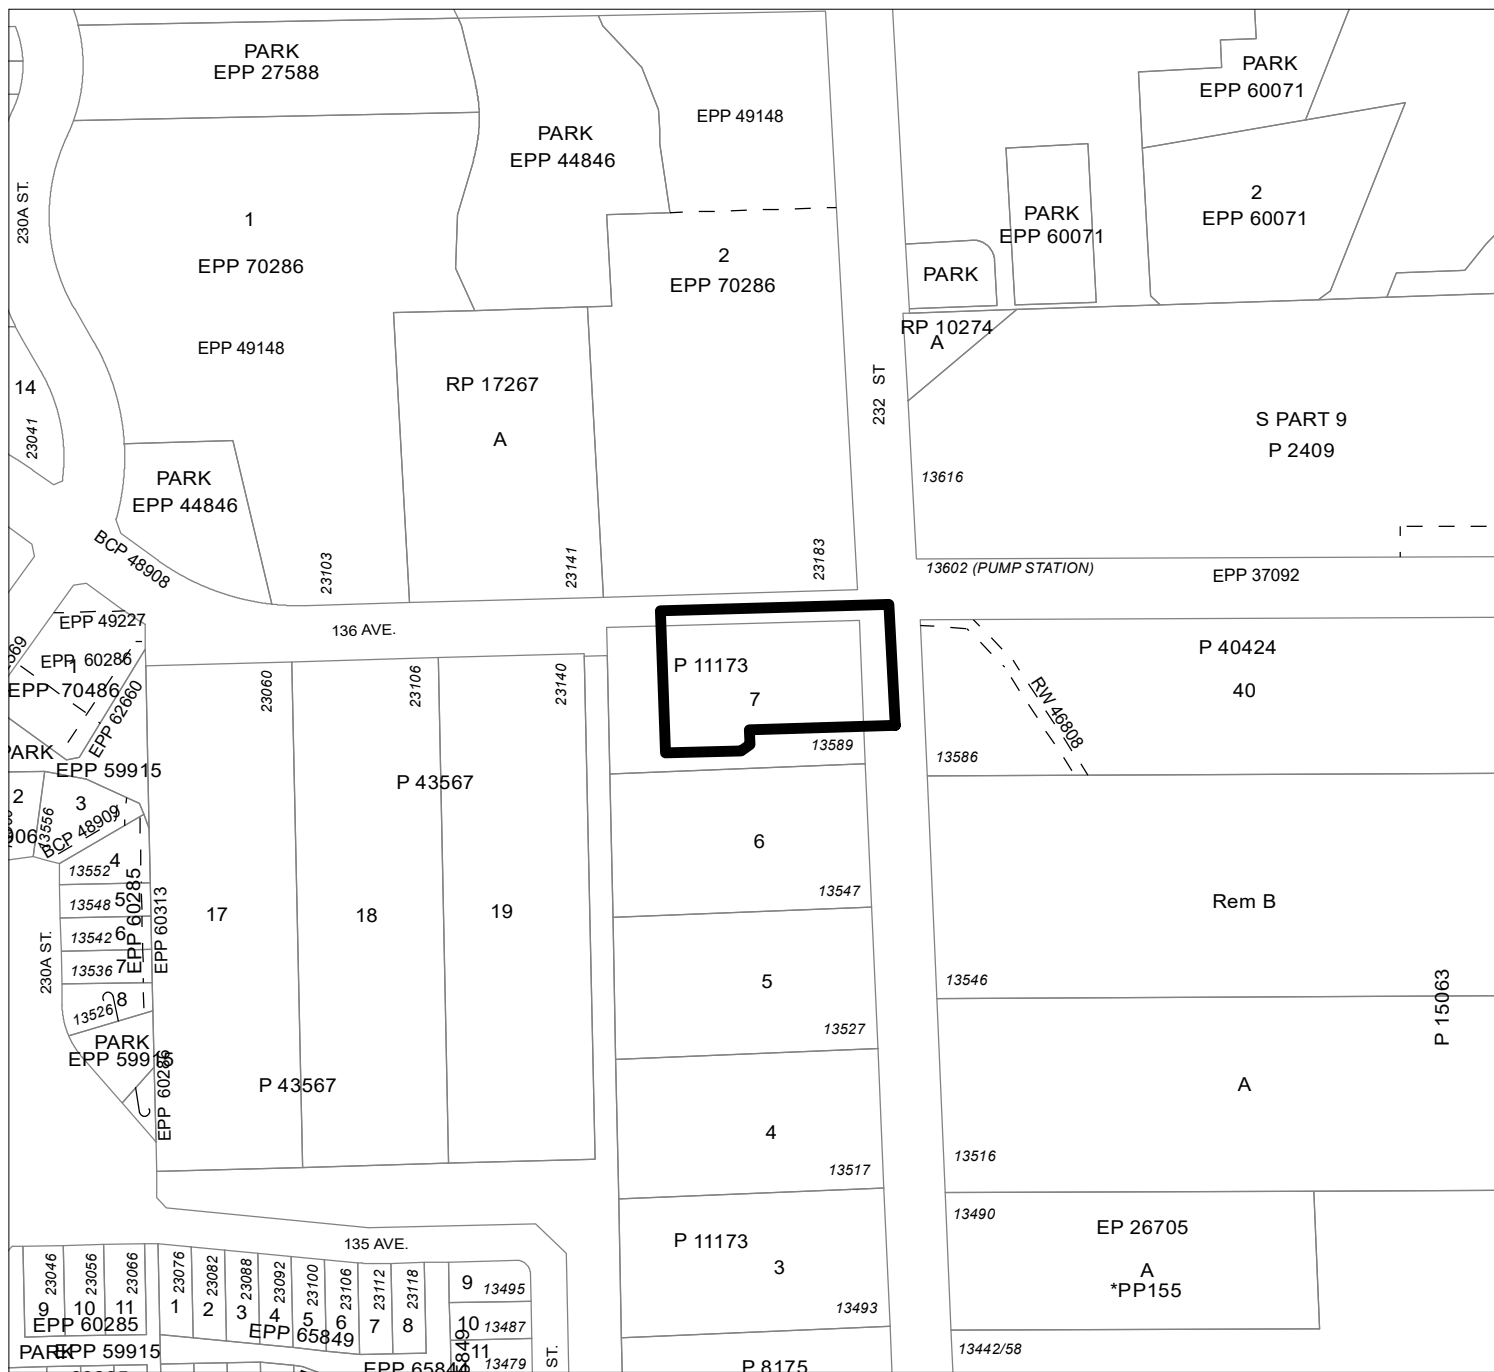 PARK
EPP 27588
PARK
EPP 44846
EPP 49148
PARK
EPP 60071
230A ST.
1
EPP 70286
EPP 49148
2
EPP 70286
PARK
EPP 60071
2
EPP 60071
PARK
RP 10274
A
14
23041
RP 17267
A
232 ST
S PART 9
P 2409
13616
PARK
EPP 44846
BCP 48908
23103
23141
23183
13602 (PUMP STATION)
EPP 37092
136 AVE.
EPP 49227
EPP 60286
1
EPP 70486
EPP 62660
23060
23106
23140
P 11173
7
13589
RW 46808
P 40424
40
13586
PARK
EPP 59915
2
3
13556
BCP 48909
P 43567
4
13552
13548
5
13542
6
13536
7
13526
8
EPP 60285
EPP 60313
230A ST.
17
18
19
6
13547
Rem B
13546
5
13527
P 15063
PARK
EPP 59915
EPP 60286
P 43567
4
13517
A
13516
13490
EP 26705
A
*PP155
P 11173
3
13493
13442/58
135 AVE.
23046
23056
23066
23076
23082
23088
23092
23100
23106
23112
23118
9
10
11
EPP 60285
1
2
3
4
5
6
7
8
EPP 65849
9
13495
10
13487
11
13479
PARK
EPP 59915
ST.
P 8175